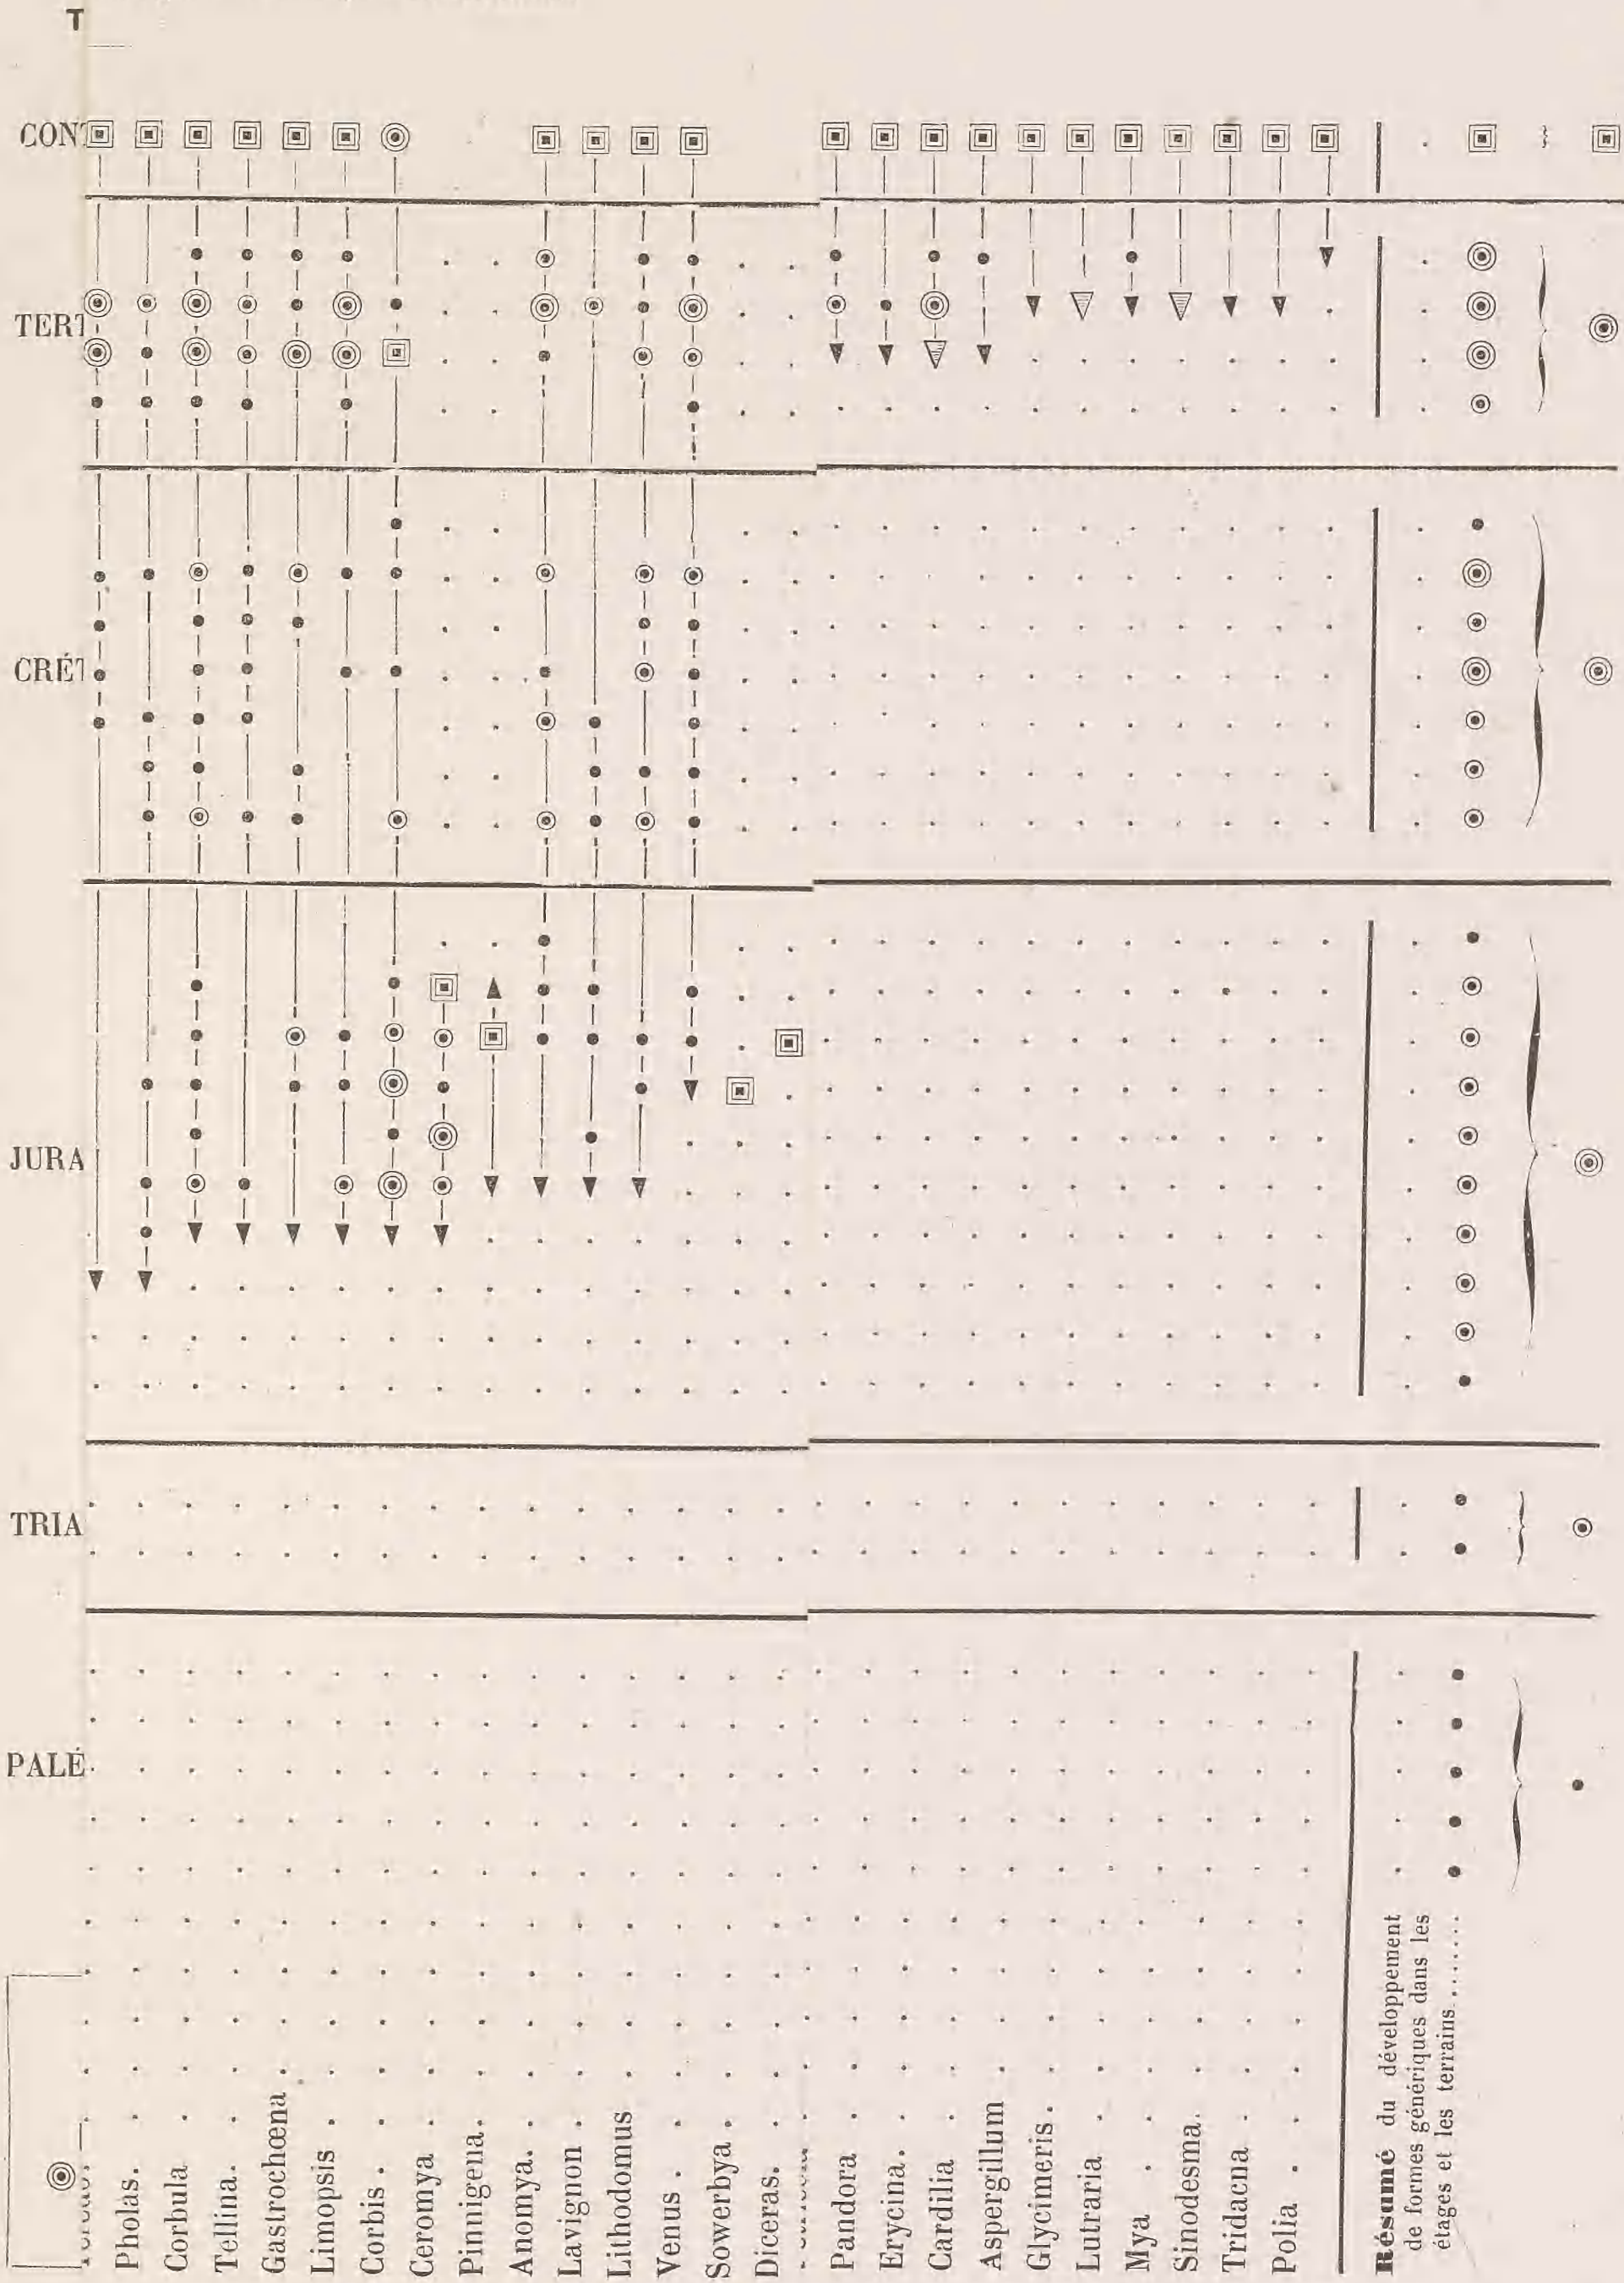 T
CON
TERT
CRÉT
JURA
TRIA
PALÉ
Pholas.
Corbula
Tellina.
Gastrochœna
Limopsis
Corbis
Ceromya
Pinnigena.
Anomya.
Lavignon
Lithodomus
Venus
Sowerbya
Diceras.
Pandora
Erycina.
Cardilia
Aspergillum
Glycimeris.
Lutraria
Mya
Sinodesma.
Tridacna
Polia
Résumé du développement
de formes génériques dans les
étages et les terrains........